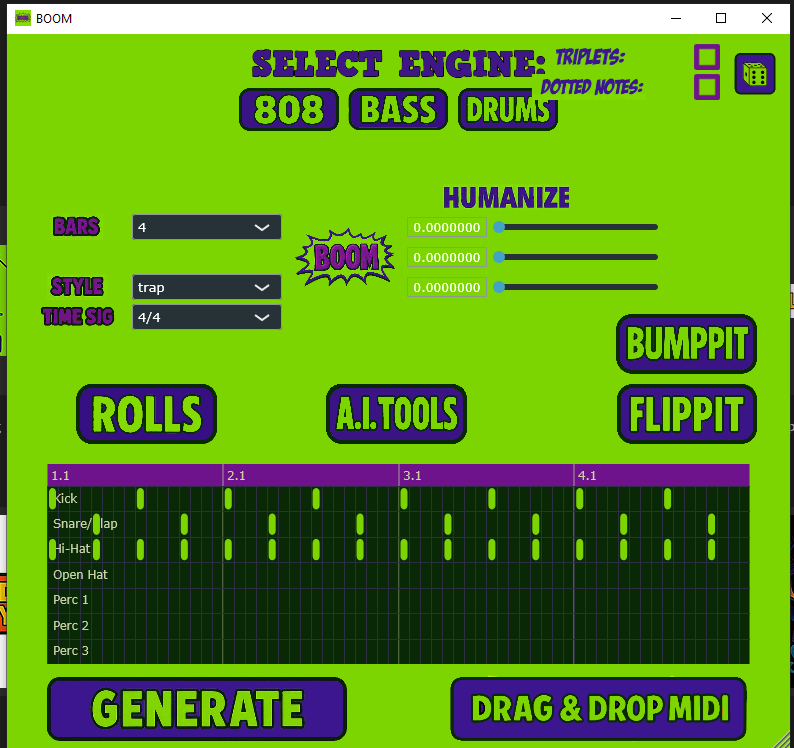 BOOM
SELECT ENGINE:
TRIPLETS:
DOTTED NOTES:
808 BASS DRUMS
HUMANIZE
BARS 4 0.0000000
BOOM 0.0000000
STYLE trap 0.0000000
TIME SIG 4/4
BUMPPIT
ROLLS A.I.TOOLS FLIPPIT
1.1 2.1 3.1 4.1
Kick
Snare/lap
Hi-Hat
Open Hat
Perc 1
Perc 2
Perc 3
GENERATE DRAG & DROP MIDI